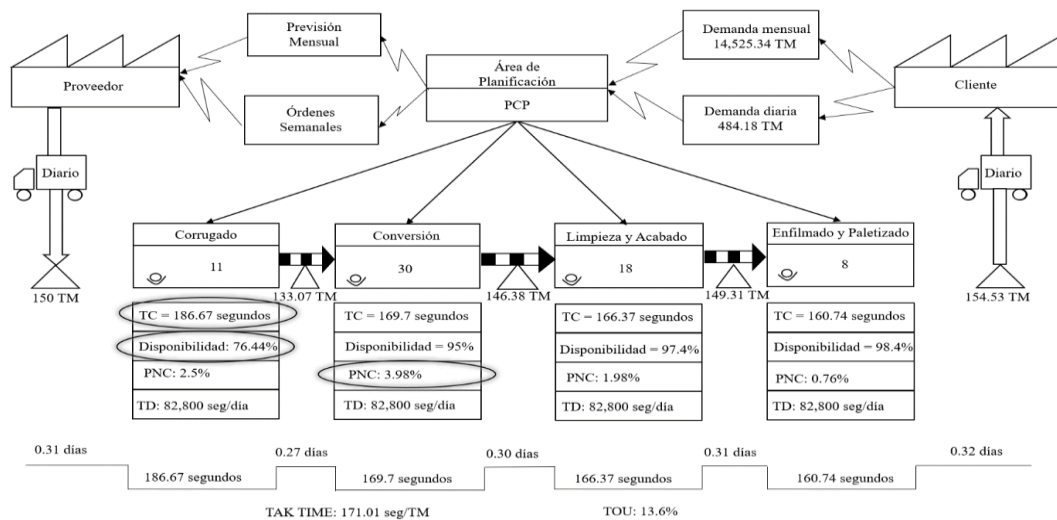 Previsión
Mensual
Demanda mensual
14,525.34 TM
Proveedor
Área de
Planificación
PCP
Cliente
Órdenes
Semanales
Demanda diaria
484.18 TM
Diario
Diario
Corrugado
11
Conversión
30
Limpieza y Acabado
18
Enfilmado y Paletizado
8
150 TM
133.07 TM
146.38 TM
149.31 TM
154.53 TM
TC = 186.67 segundos
Disponibilidad: 76.44%
PNC: 2.5%
TD: 82,800 seg/día
TC = 169.7 segundos
Disponibilidad = 95%
PNC: 3.98%
TD: 82,800 seg/día
TC = 166.37 segundos
Disponibilidad = 97.4%
PNC: 1.98%
TD: 82,800 seg/día
TC = 160.74 segundos
Disponibilidad = 98.4%
PNC: 0.76%
TD: 82,800 seg/día
0.31 días
186.67 segundos
0.27 días
169.7 segundos
0.30 días
166.37 segundos
0.31 días
160.74 segundos
0.32 días
TAK TIME: 171.01 seg/TM
TOU: 13.6%